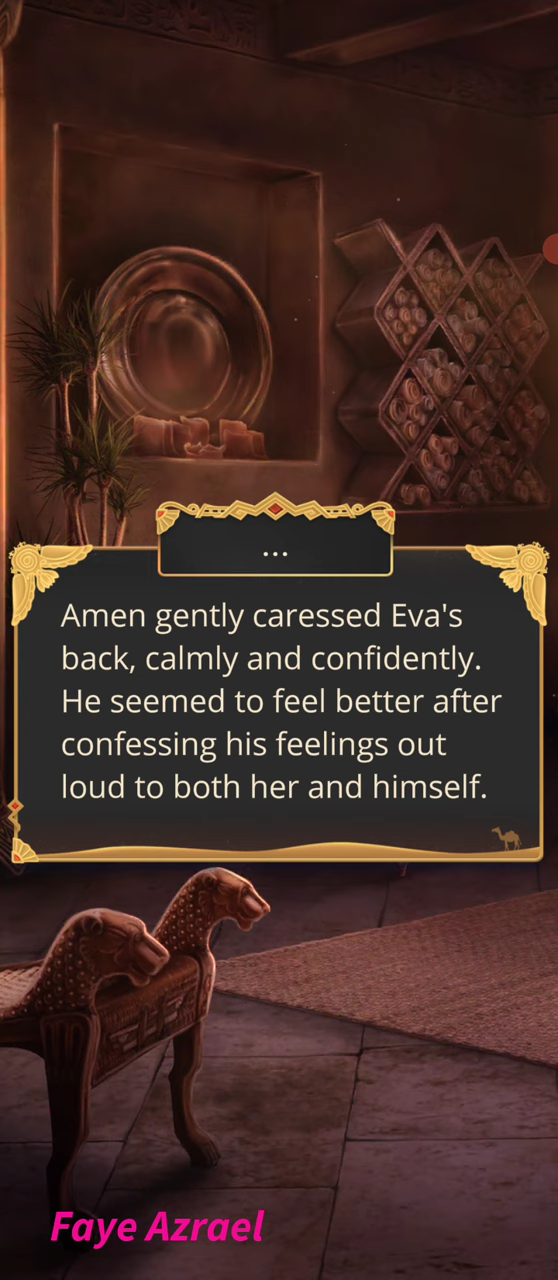 ...
Amen gently caressed Eva's
back, calmly and confidently.
He seemed to feel better after
confessing his feelings out
loud to both her and himself.
Faye Azrael